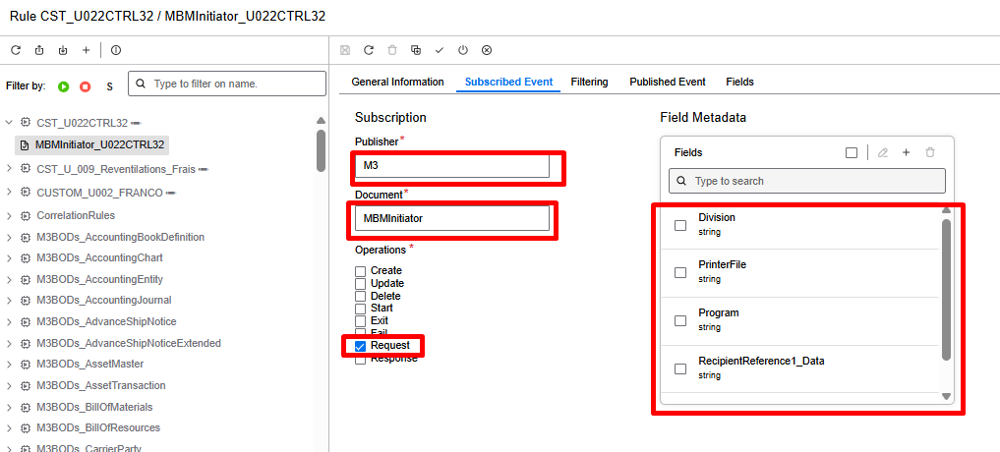 Rule CST_U022CTRL32 / MBMInitiator_U022CTRL32
Filter by:
S
Type to filter on name.
CST_U022CTRL32
MBMInitiator_U022CTRL32
CST_U_009_Reventilations_Frais
CUSTOM_U002_FRANCO
CorrelationRules
M3BODs_AccountingBookDefinition
M3BODs_AccountingChart
M3BODs_AccountingEntity
M3BODs_AccountingJournal
M3BODs_AdvanceShipNotice
M3BODs_AdvanceShipNoticeExtended
M3BODs_AssetMaster
M3BODs_AssetTransaction
M3BODs_BillOfMaterials
M3BODs_BillOfResources
M3BODs_CarrierParty
General Information
Subscribed Event
Filtering
Published Event
Fields
Subscription
Publisher*
M3
Document*
MBMInitiator
Operations *
Create
Update
Delete
Start
Exit
Fail
Request
Response
Field Metadata
Fields
Type to search
Division
string
PrinterFile
string
Program
string
RecipientReference1_Data
string